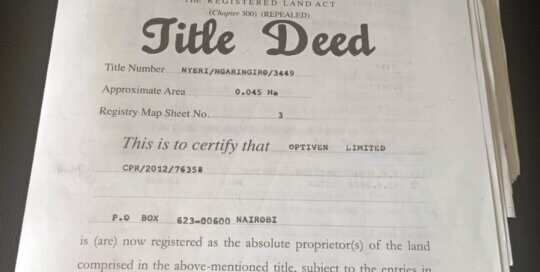 THE REGISTERED LAND ACT
(Chapter 300) (REPEALED)
Title Deed
Title Number NYERI/NGARINGIRO/3449
Approximate Area 0.045 Ha
Registry Map Sheet No. 3
This is to certify that OPTIVEN LIMITED
CPR/2012/76358
P.O BOX 623-00600 NAIROBI
is (are) now registered as the absolute proprietor(s) of the land
comprised in the above-mentioned title, subject to the entries in